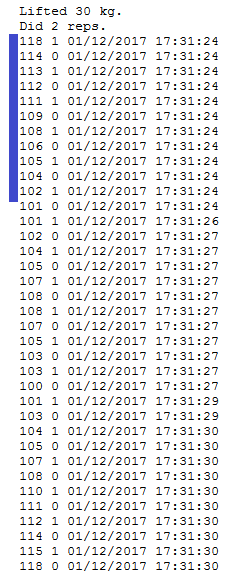 Lifted 30 kg.
Did 2 reps.
118 1 01/12/2017 17:31:24
114 0 01/12/2017 17:31:24
113 1 01/12/2017 17:31:24
112 0 01/12/2017 17:31:24
111 1 01/12/2017 17:31:24
109 0 01/12/2017 17:31:24
108 1 01/12/2017 17:31:24
106 0 01/12/2017 17:31:24
105 1 01/12/2017 17:31:24
104 0 01/12/2017 17:31:24
102 1 01/12/2017 17:31:24
101 0 01/12/2017 17:31:24
101 1 01/12/2017 17:31:26
102 0 01/12/2017 17:31:27
104 1 01/12/2017 17:31:27
105 0 01/12/2017 17:31:27
107 1 01/12/2017 17:31:27
108 0 01/12/2017 17:31:27
108 1 01/12/2017 17:31:27
107 0 01/12/2017 17:31:27
105 1 01/12/2017 17:31:27
103 0 01/12/2017 17:31:27
103 1 01/12/2017 17:31:27
100 0 01/12/2017 17:31:27
101 1 01/12/2017 17:31:29
103 0 01/12/2017 17:31:29
104 1 01/12/2017 17:31:30
105 0 01/12/2017 17:31:30
107 1 01/12/2017 17:31:30
108 0 01/12/2017 17:31:30
110 1 01/12/2017 17:31:30
111 0 01/12/2017 17:31:30
112 1 01/12/2017 17:31:30
114 0 01/12/2017 17:31:30
115 1 01/12/2017 17:31:30
118 0 01/12/2017 17:31:30